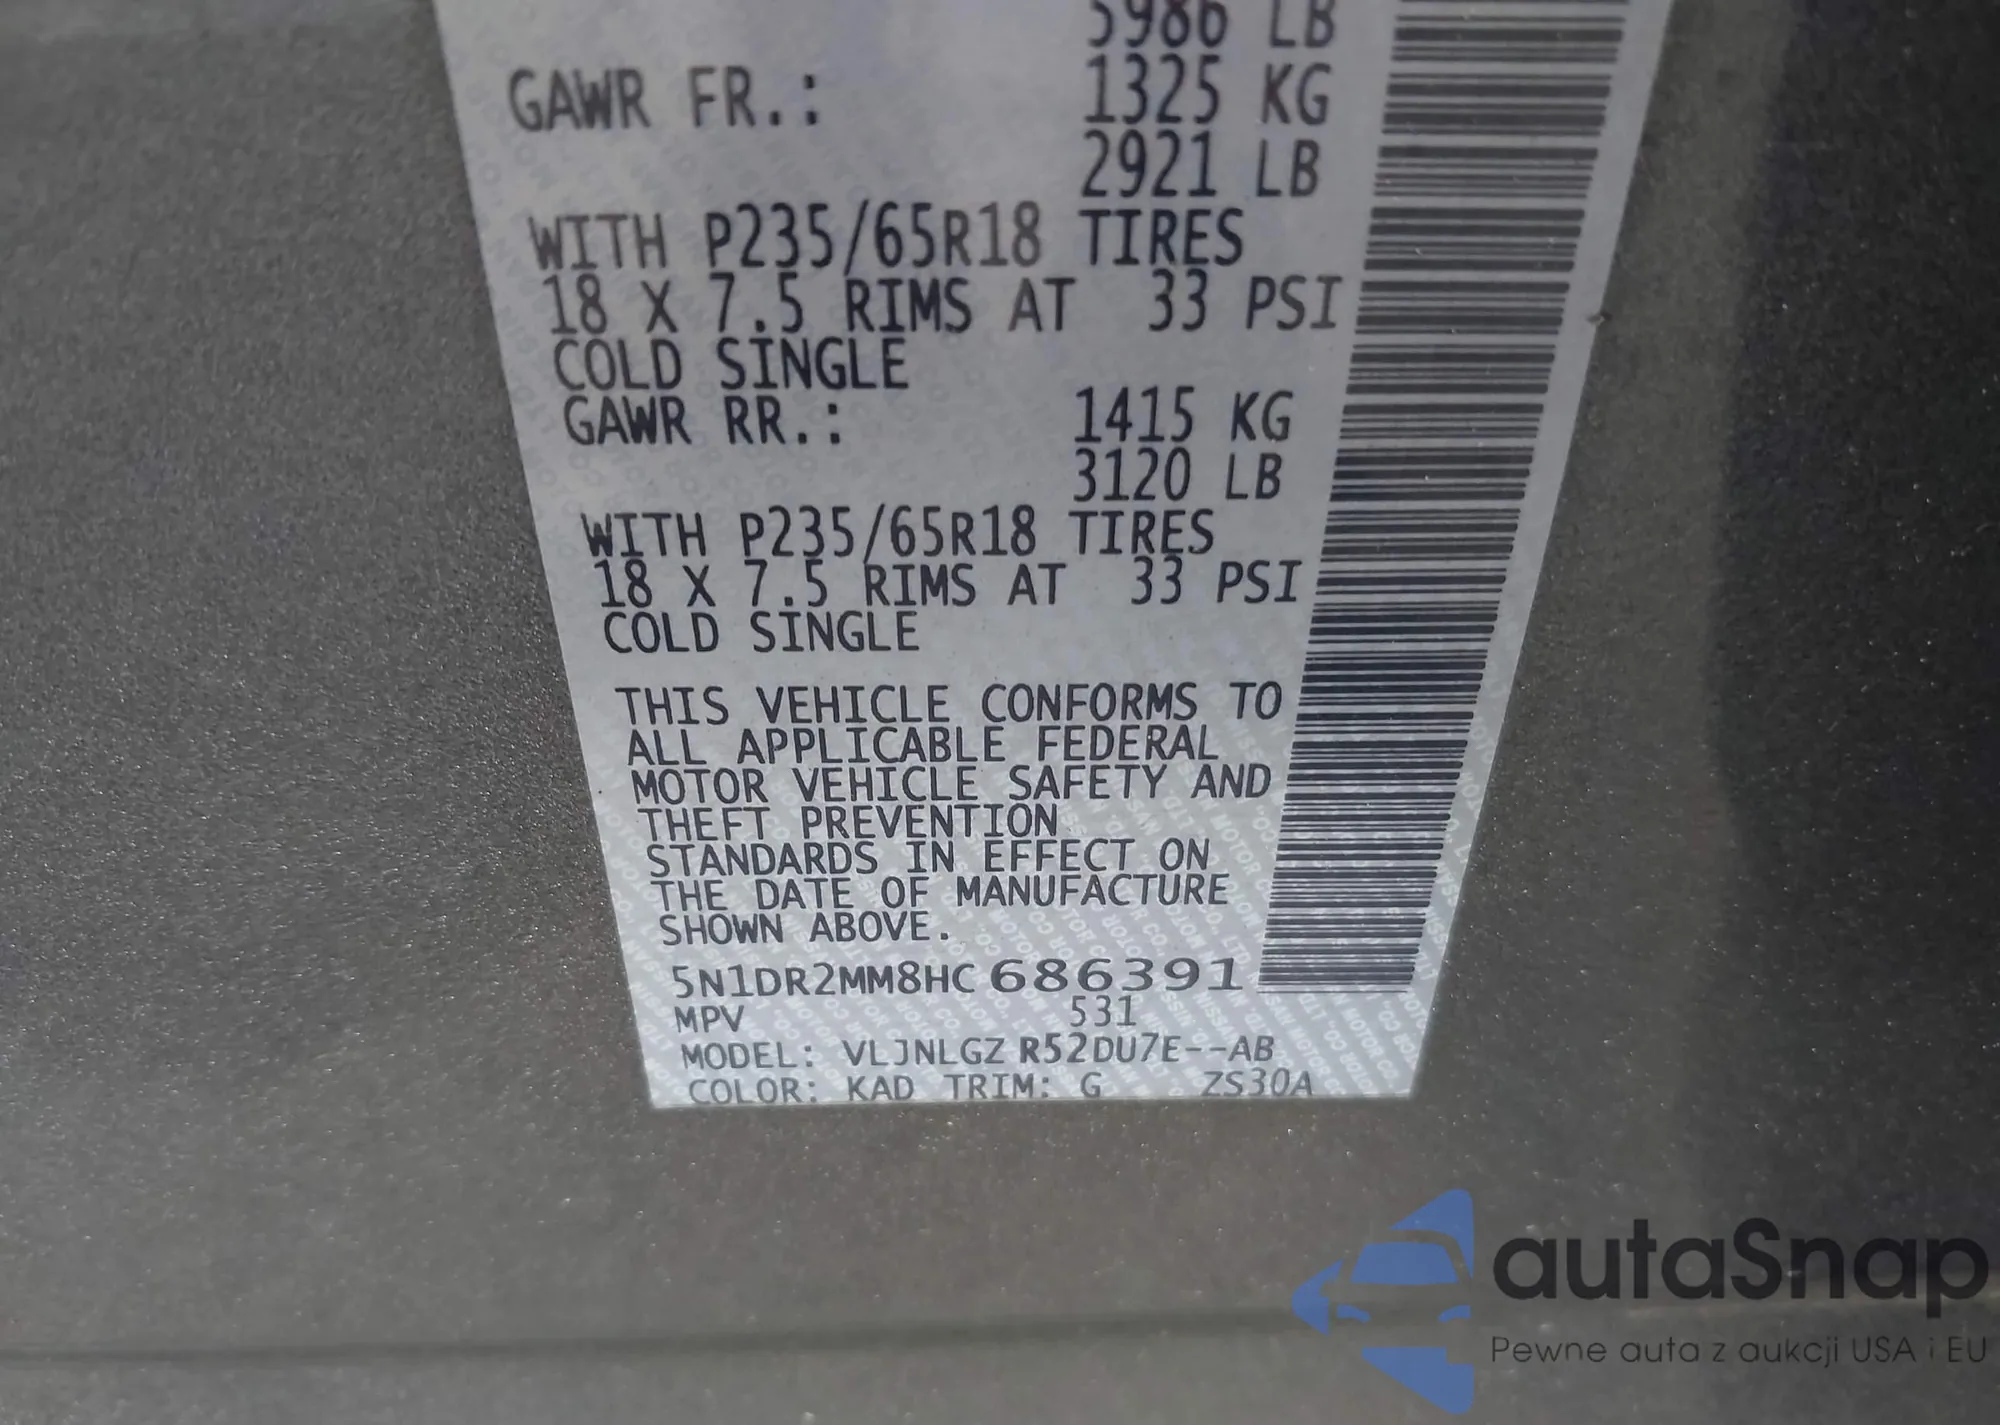 5986 LB
GAWR FR.: 1325 KG
2921 LB
WITH P235/65R18 TIRES
18 X 7.5 RIMS AT 33 PSI
COLD SINGLE
GAWR RR.: 1415 KG
3120 LB
WITH P235/65R18 TIRES
18 X 7.5 RIMS AT 33 PSI
COLD SINGLE
THIS VEHICLE CONFORMS TO
ALL APPLICABLE FEDERAL
MOTOR VEHICLE SAFETY AND
THEFT PREVENTION
STANDARDS IN EFFECT ON
THE DATE OF MANUFACTURE
SHOWN ABOVE.
5N1DR2MM8HC686391
MPV 531
MODEL: VLJNLGZ R52DU7E--AB
COLOR: KAD TRIM: G ZS30A
autaSnap
Pewne auta z aukcji USA i EU